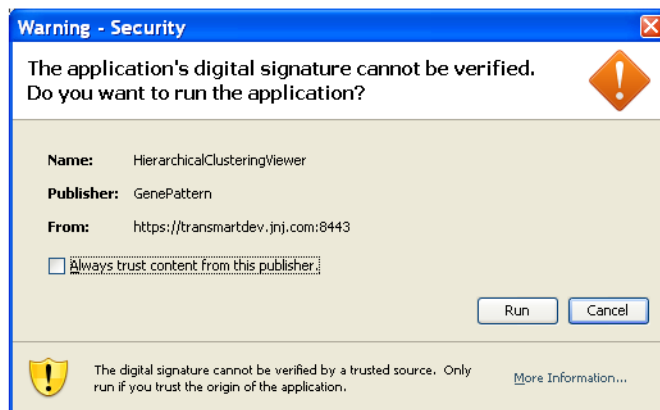 Warning - Security
The application's digital signature cannot be verified.
Do you want to run the application?
Name: HierarchicalClusteringViewer
Publisher: GenePattern
From: https://transmartdev.jnj.com:8443
Always trust content from this publisher.
Run Cancel
The digital signature cannot be verified by a trusted source. Only
run if you trust the origin of the application.
More Information...